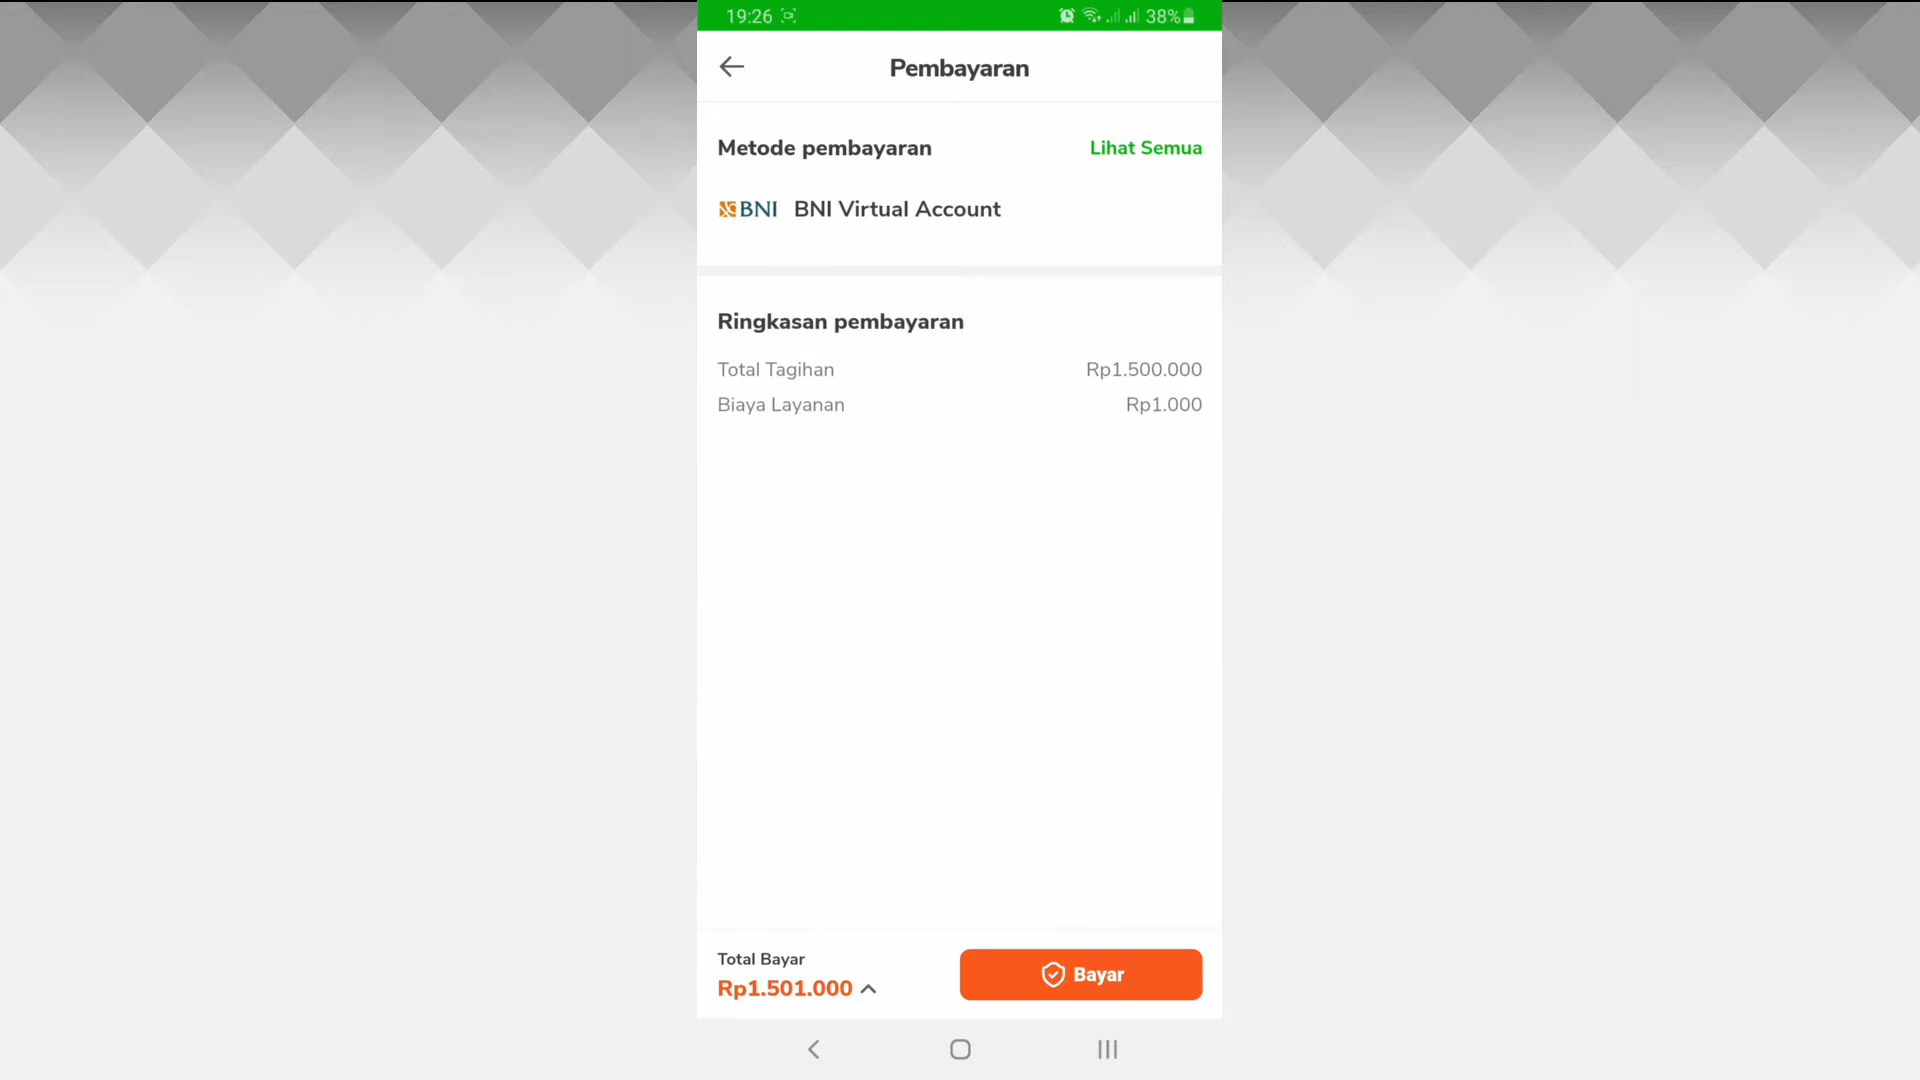 19:26 38%
Pembayaran
Metode pembayaran Lihat Semua
BNI BNI Virtual Account
Ringkasan pembayaran
Total Tagihan Rp1.500.000
Biaya Layanan Rp1.000
Total Bayar
Rp1.501.000 Bayar